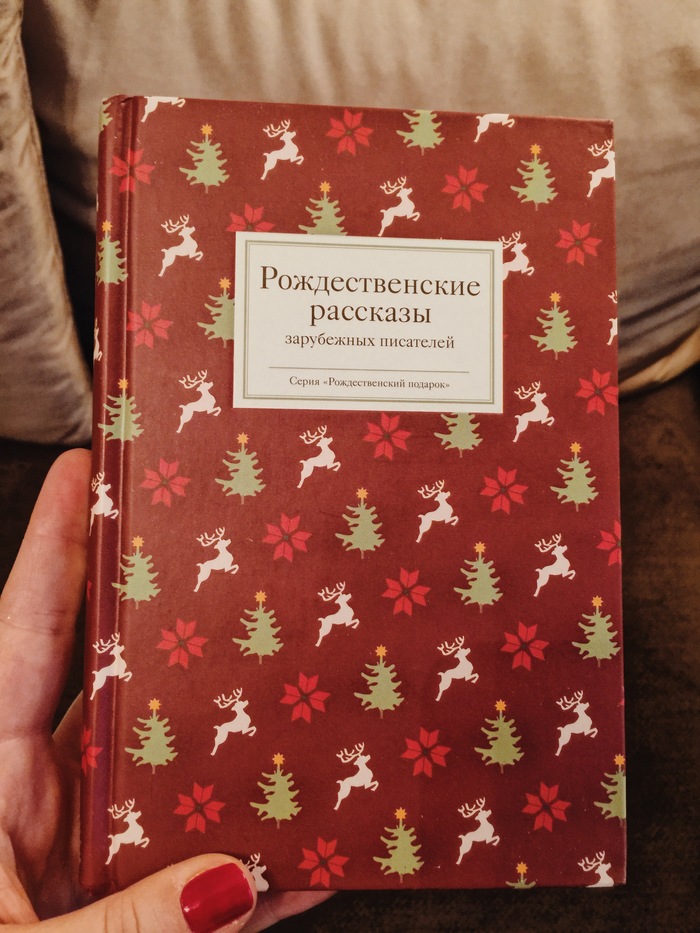 Рождественские
рассказы
зарубежных писателей
Серия «Рождественский подарок»